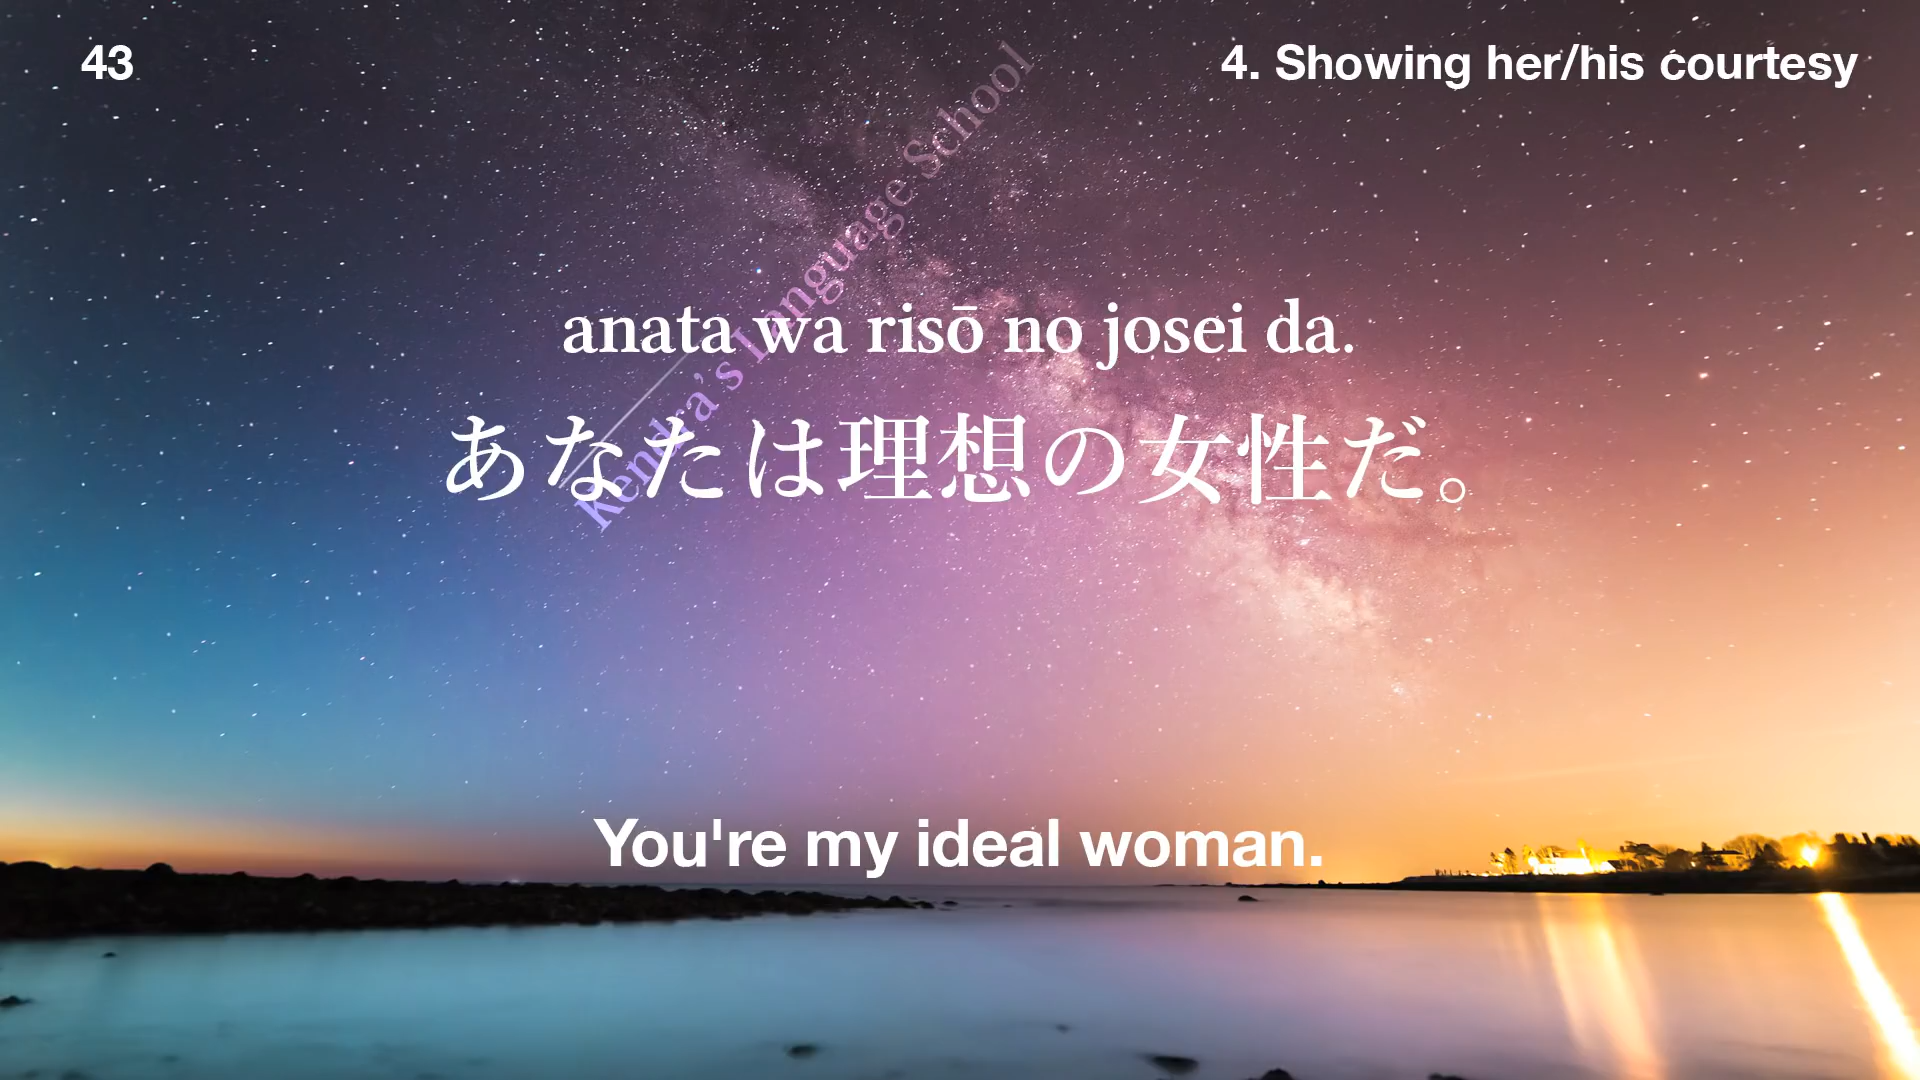 43
4. Showing her/his courtesy
Kendra's Language School
anata wa risō no josei da.
あなたは理想の女性だ。
You're my ideal woman.